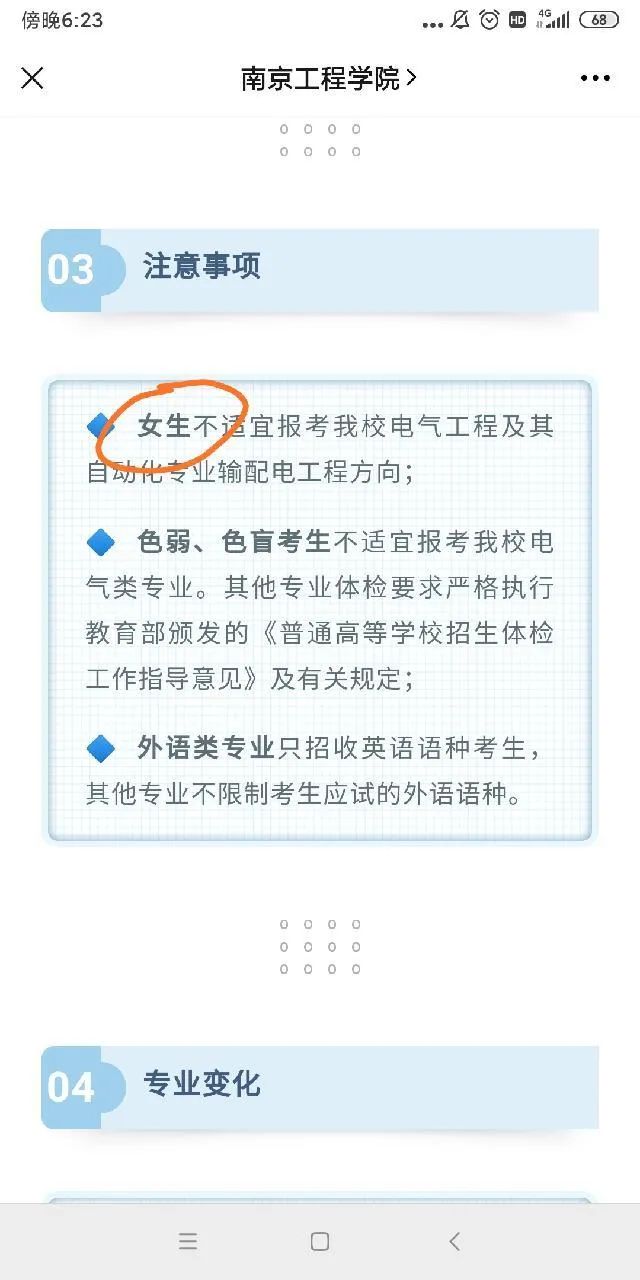 傍晚6:23
HD 4G 68
南京工程学院
03 注意事项
女生不适宜报考我校电气工程及其
自动化专业输配电工程方向；
色弱、色盲考生不适宜报考我校电
气类专业。其他专业体检要求严格执行
教育部颁发的《普通高等学校招生体检
工作指导意见》及有关规定；
外语类专业只招收英语语种考生，
其他专业不限制考生应试的外语语种。
04 专业变化